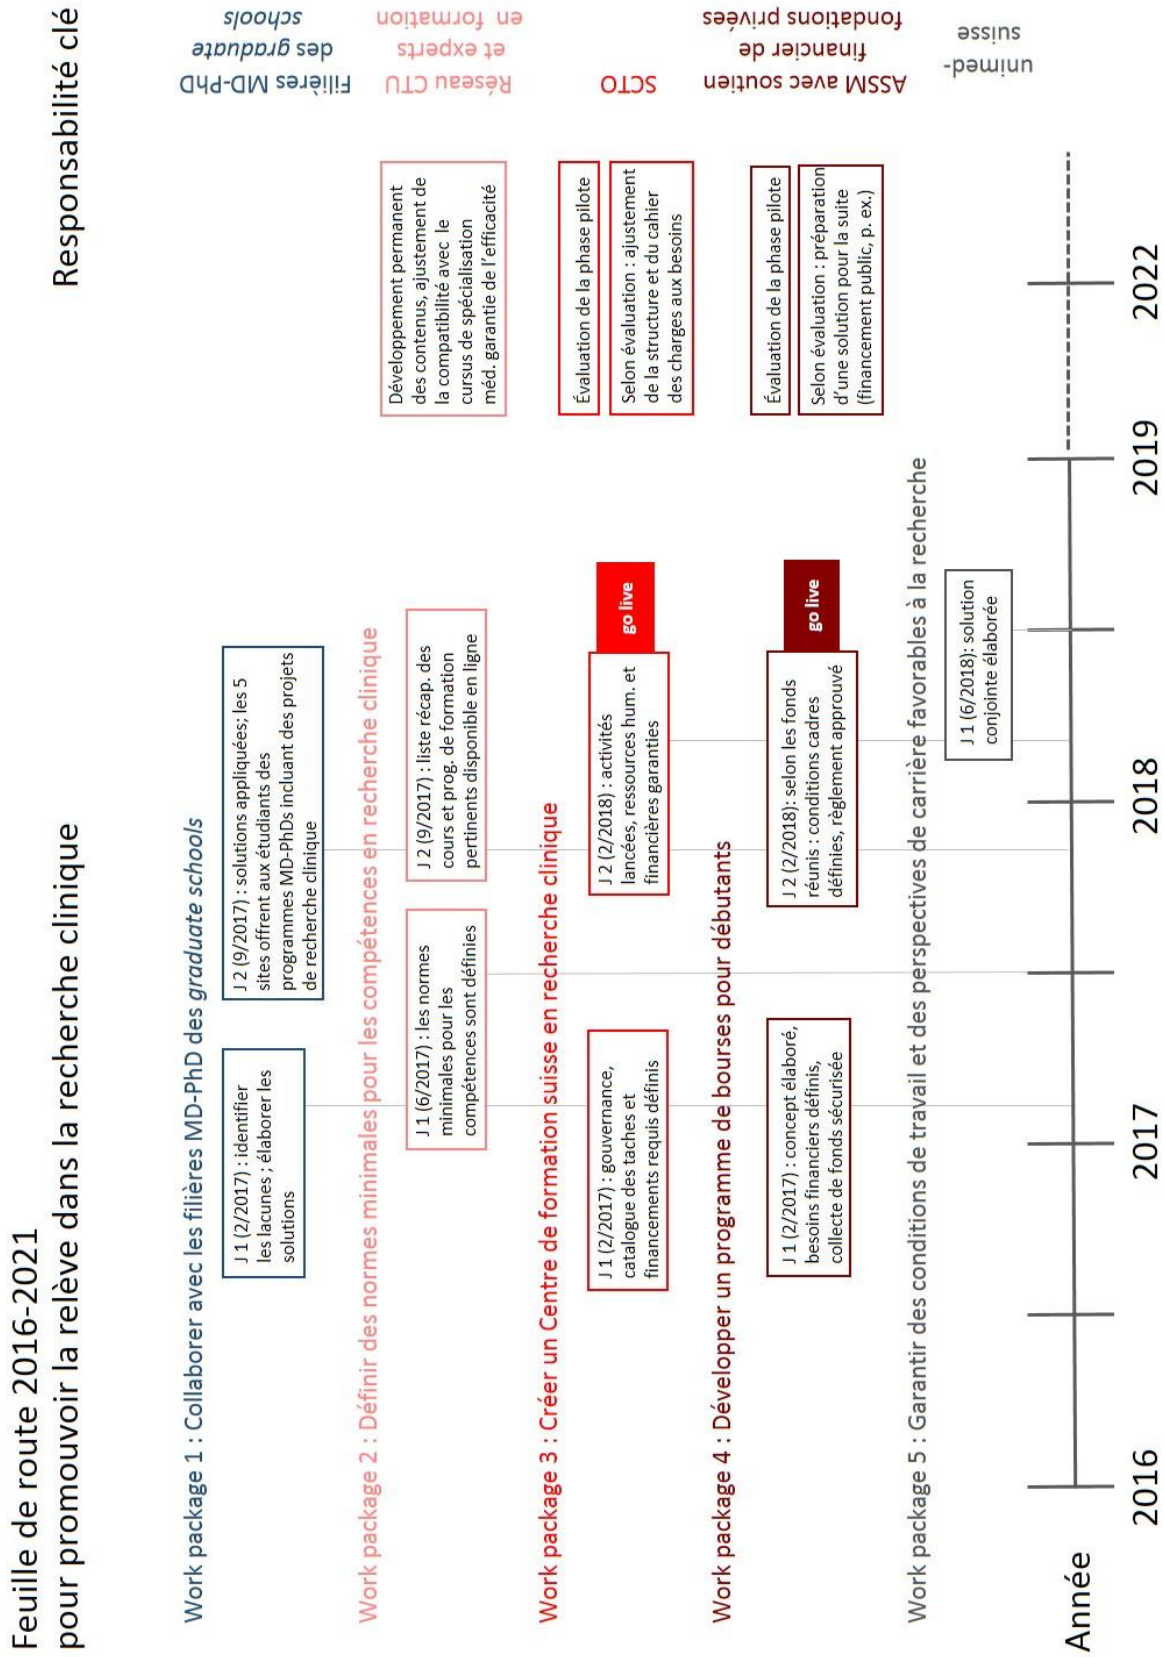 Feuille de route 2016-2021
pour promouvoir la relève dans la recherche clinique
Responsabilité clé
Work package 1 : Collaborer avec les filières MD-PhD des graduate schools
J 1 (2/2017) : identifier
les lacunes ; élaborer les
solutions
J 2 (9/2017) : solutions appliquées; les 5
sites offrent aux étudiants des
programmes MD-PhDs incluant des projets
de recherche clinique
Filières MD-PhD
des graduate
schools
Work package 2 : Définir des normes minimales pour les compétences en recherche clinique
J 1 (6/2017) : les normes
minimales pour les
compétences sont définies
J 2 (9/2017) : liste récap. des
cours et prog. de formation
pertinents disponible en ligne
Développement permanent
des contenus, ajustement de
la compatibilité avec le
cursus de spécialisation
méd. garantie de l'efficacité
Réseau CTU
et experts
en formation
Work package 3 : Créer un Centre de formation suisse en recherche clinique
J 1 (2/2017) : gouvernance,
catalogue des taches et
financements requis définis
J 2 (2/2018) : activités
lancées, ressources hum. et
financières garanties
go live
Évaluation de la phase pilote
Selon évaluation : ajustement
de la structure et du cahier
des charges aux besoins
SCTO
Work package 4 : Développer un programme de bourses pour débutants
J 1 (2/2017) : concept élaboré,
besoins financiers définis,
collecte de fonds sécurisée
J 2 (2/2018): selon les fonds
réunis : conditions cadres
définies, règlement approuvé
go live
Évaluation de la phase pilote
Selon évaluation : préparation
d'une solution pour la suite
(financement public, p. ex.)
ASSM avec soutien
financier de
fondations privées
Work package 5 : Garantir des conditions de travail et des perspectives de carrière favorables à la recherche
J 1 (6/2018): solution
conjointe élaborée
unimed-
suisse
Année
2016
2017
2018
2019
2022